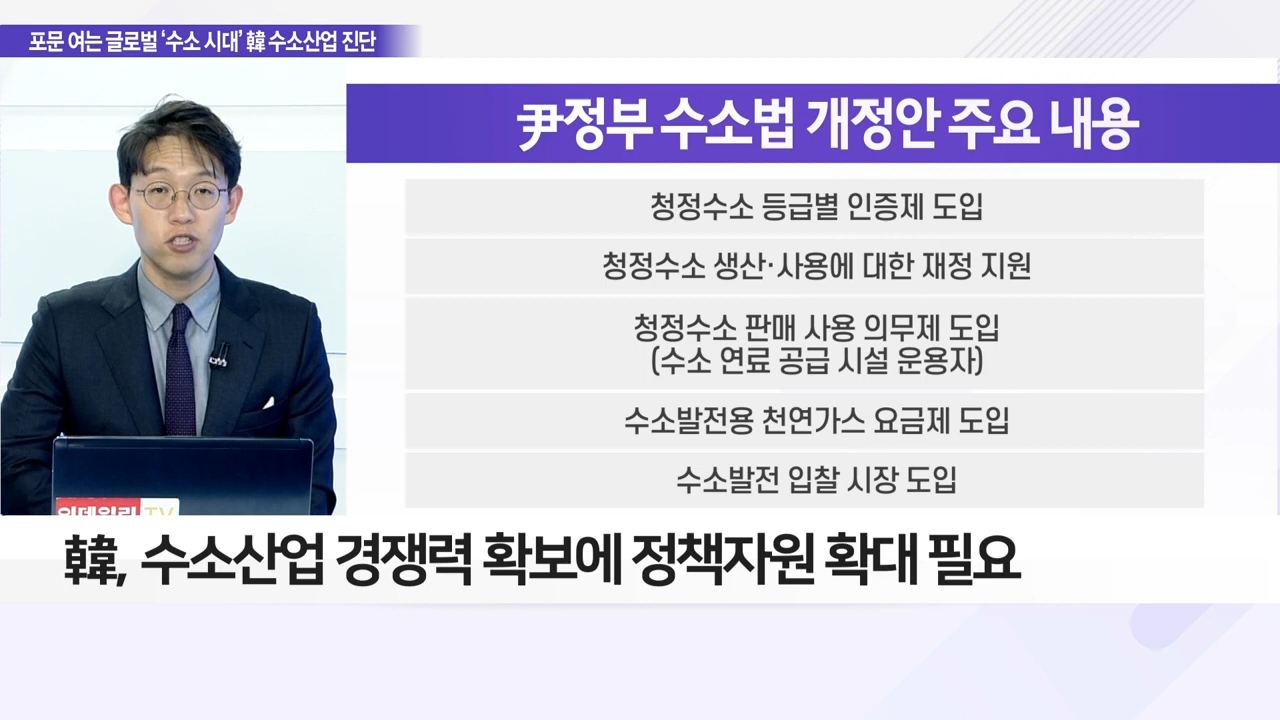 포문 여는 글로벌 ‘수소 시대’ 韓 수소산업 진단
尹정부 수소법 개정안 주요 내용
청정수소 등급별 인증제 도입
청정수소 생산·사용에 대한 재정 지원
청정수소 판매 사용 의무제 도입
(수소 연료 공급 시설 운용자)
수소발전용 천연가스 요금제 도입
수소발전 입찰 시장 도입
TV
韓, 수소산업 경쟁력 확보에 정책자원 확대 필요